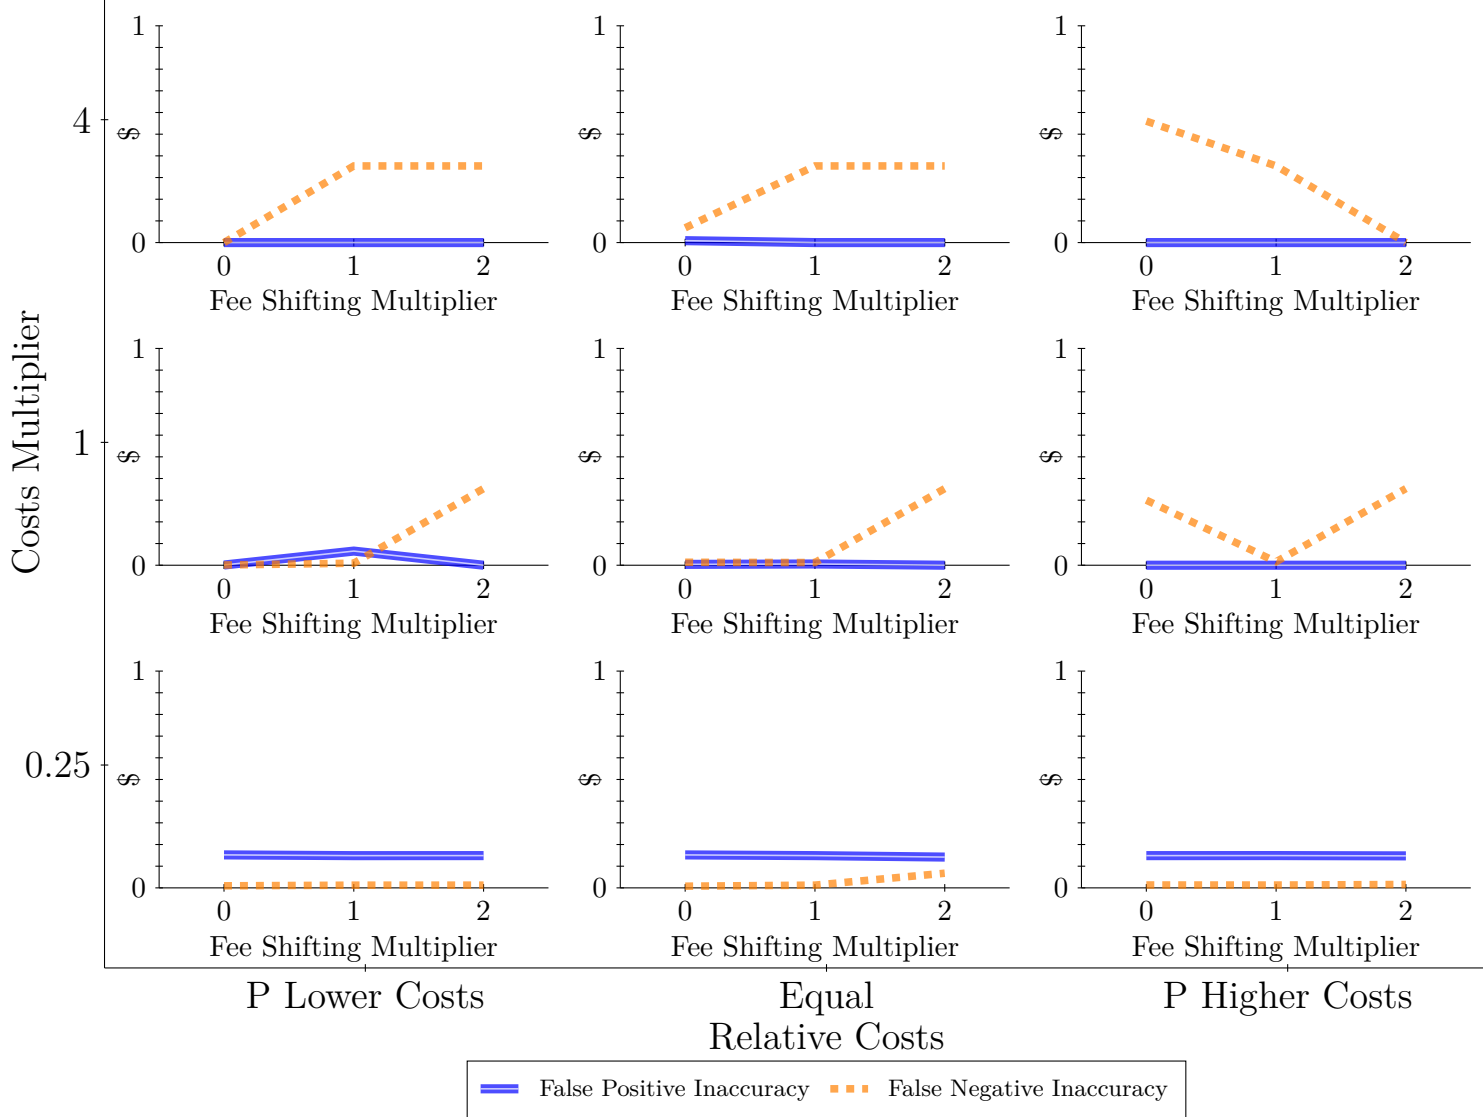 1
$
0
0 1 2
Fee Shifting Multiplier
1
$
0
0 1 2
Fee Shifting Multiplier
1
$
0
0 1 2
Fee Shifting Multiplier
4
1
$
0
0 1 2
Fee Shifting Multiplier
1
$
0
0 1 2
Fee Shifting Multiplier
1
$
0
0 1 2
Fee Shifting Multiplier
Costs Multiplier
1
1
$
0
0 1 2
Fee Shifting Multiplier
1
$
0
0 1 2
Fee Shifting Multiplier
1
$
0
0 1 2
Fee Shifting Multiplier
0.25
P Lower Costs Equal P Higher Costs
Relative Costs
False Positive Inaccuracy False Negative Inaccuracy